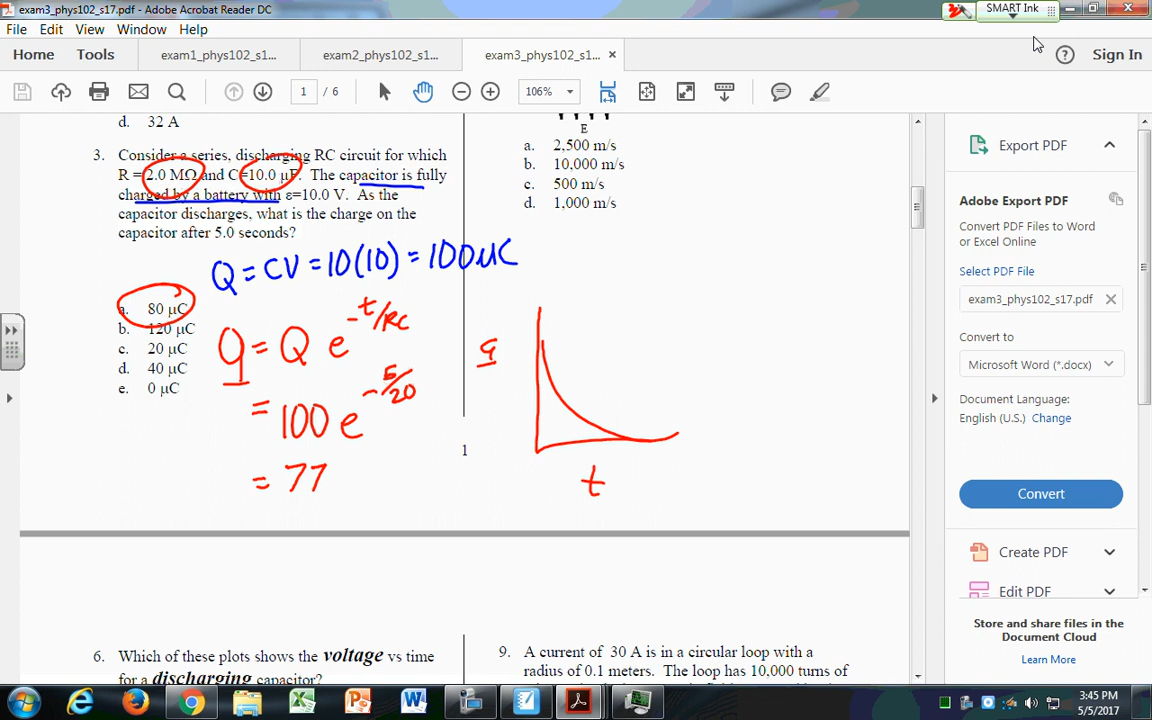 exam3_phys102_s17.pdf - Adobe Acrobat Reader DC
SMART Ink
File Edit View Window Help
Home Tools exam1_phys102_s1... exam2_phys102_s1... exam3_phys102_s1... × ? Sign In
1 / 6 106%
d. 32 A
3. Consider a series, discharging RC circuit for which
R = 2.0 MΩ and C=10.0 µF. The capacitor is fully
charged by a battery with ε=10.0 V. As the
capacitor discharges, what is the charge on the
capacitor after 5.0 seconds?
Q = CV = 10(10) = 100µC
a. 80 µC
b. 120 µC
c. 20 µC
d. 40 µC
e. 0 µC
q = Q e^-t/RC
= 100 e^-5/20
= 77
q
t
1
E
a. 2,500 m/s
b. 10,000 m/s
c. 500 m/s
d. 1,000 m/s
6. Which of these plots shows the voltage vs time
for a discharging capacitor?
9. A current of 30 A is in a circular loop with a
radius of 0.1 meters. The loop has 10,000 turns of
Export PDF
Adobe Export PDF
Convert PDF Files to Word
or Excel Online
Select PDF File
exam3_phys102_s17.pdf ×
Convert to
Microsoft Word (*.docx)
Document Language:
English (U.S.) Change
Convert
Create PDF
Edit PDF
Store and share files in the
Document Cloud
Learn More
3:45 PM
5/5/2017